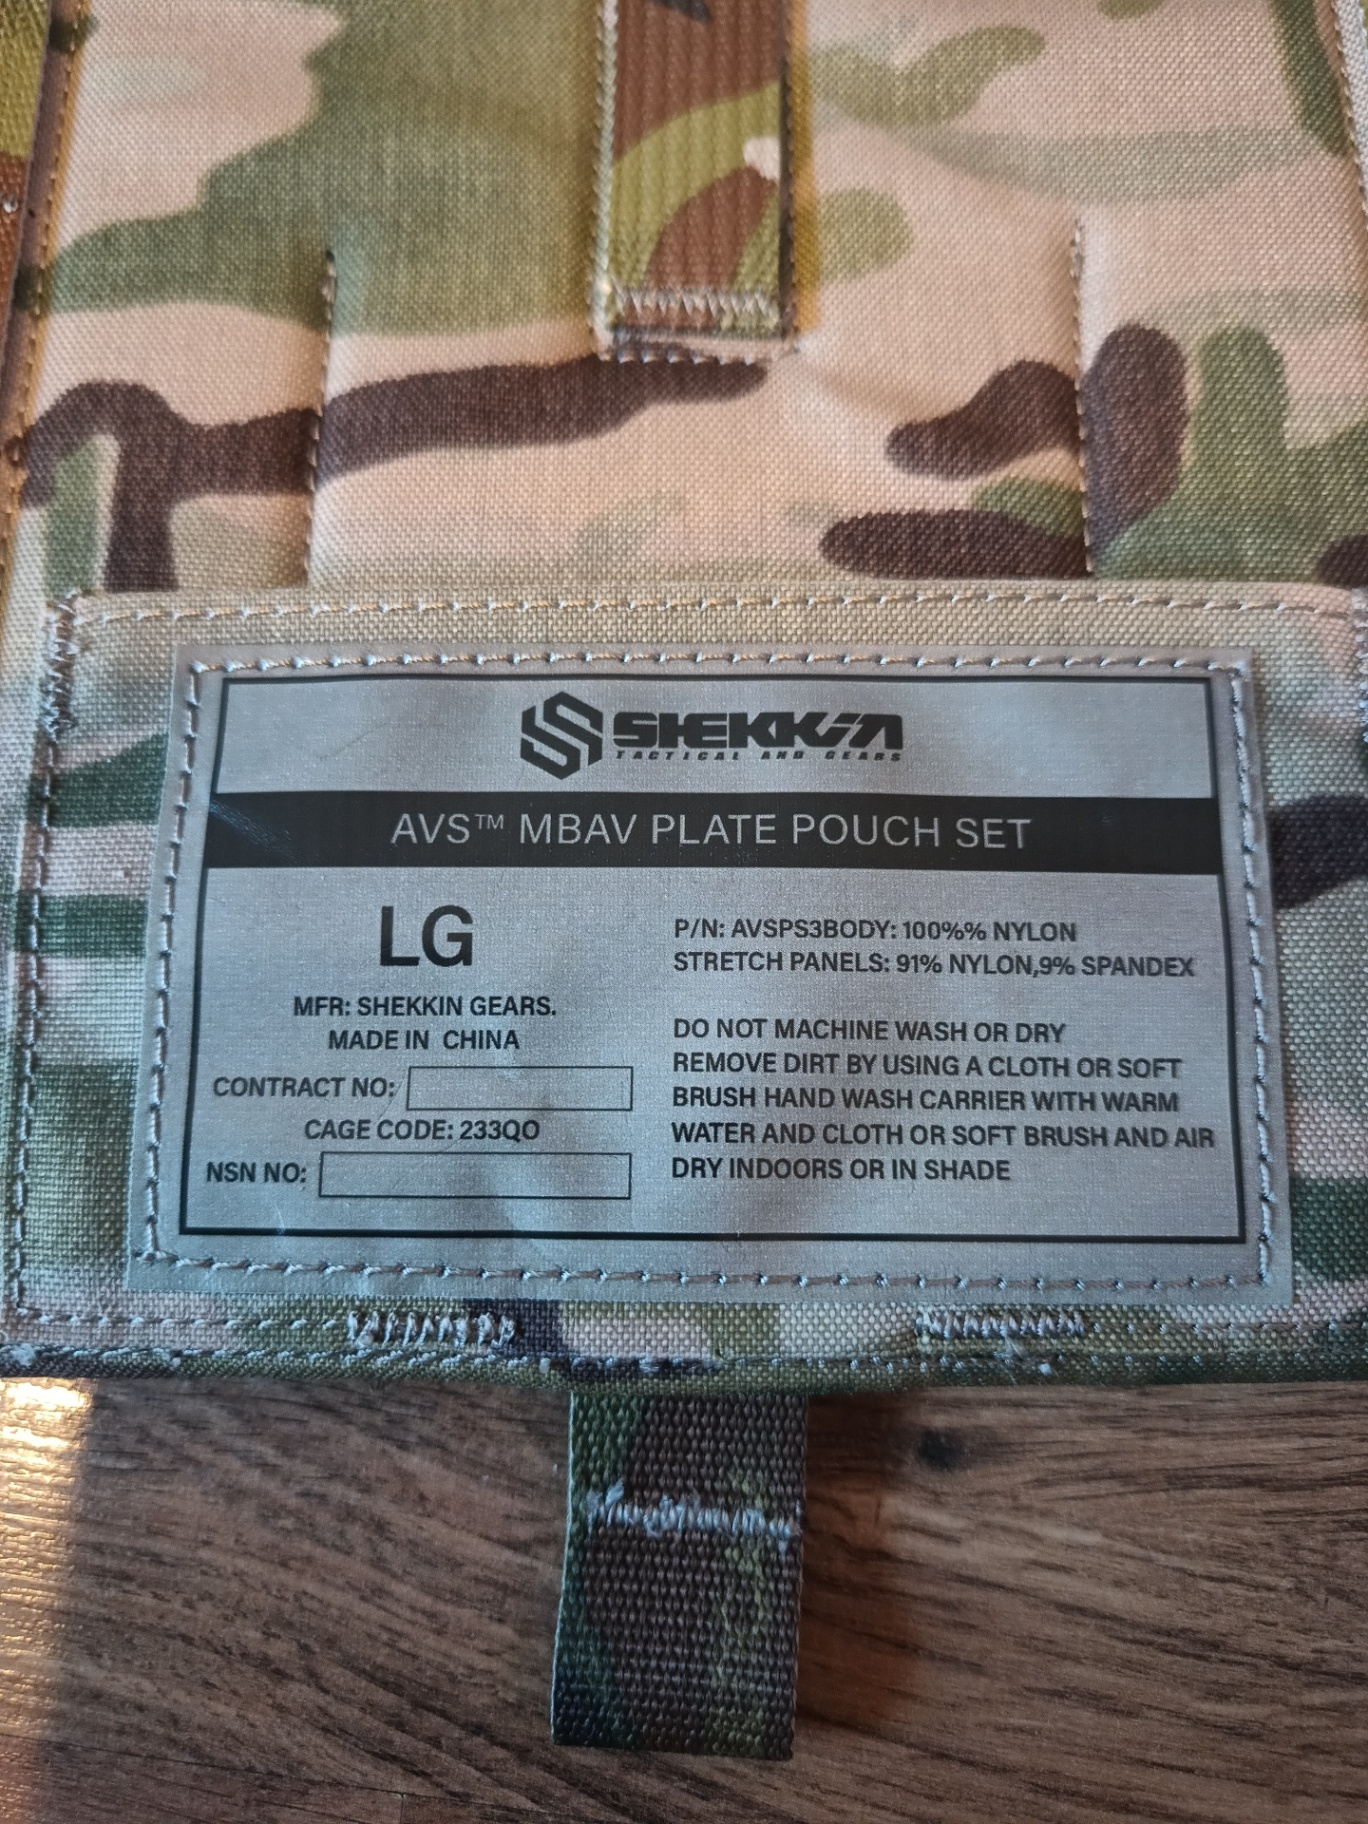 SHEKKIN
TACTICAL AND GEARS
AVS™ MBAV PLATE POUCH SET
LG
MFR: SHEKKIN GEARS.
MADE IN CHINA
CONTRACT NO:
CAGE CODE: 233QO
NSN NO:
P/N: AVSPS3BODY: 100%% NYLON
STRETCH PANELS: 91% NYLON,9% SPANDEX
DO NOT MACHINE WASH OR DRY
REMOVE DIRT BY USING A CLOTH OR SOFT
BRUSH HAND WASH CARRIER WITH WARM
WATER AND CLOTH OR SOFT BRUSH AND AIR
DRY INDOORS OR IN SHADE